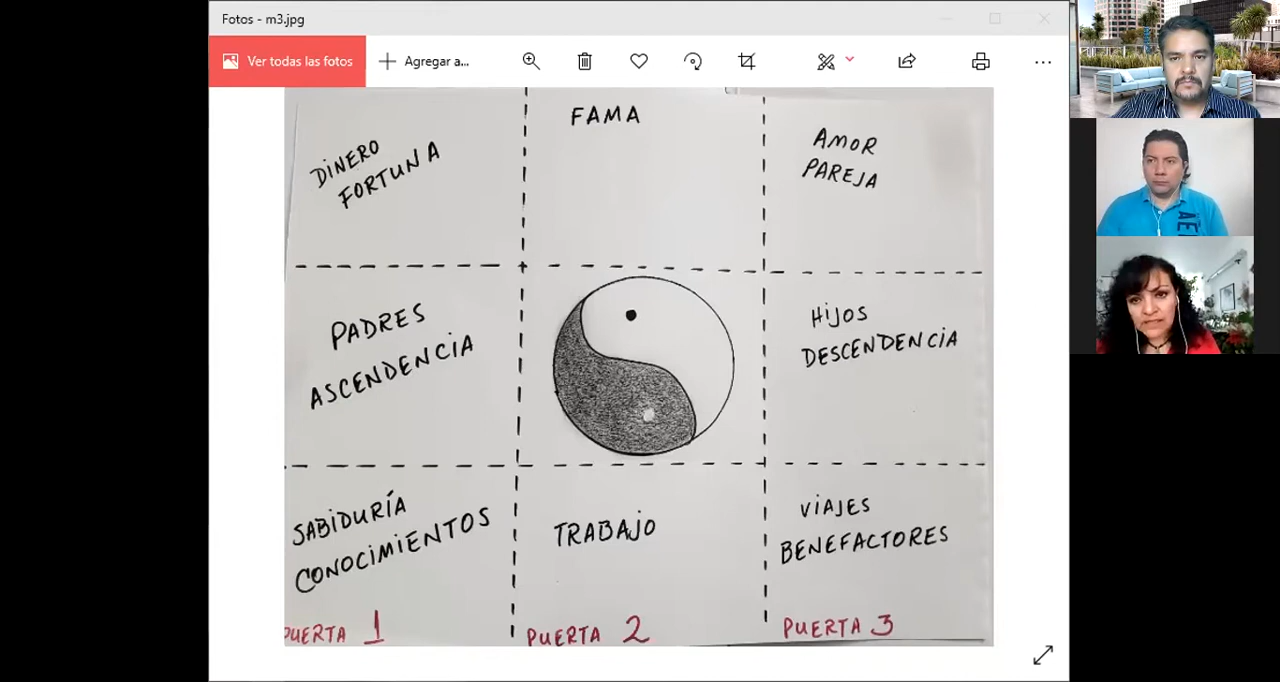 Fotos - m3.jpg
Ver todas las fotos
Agregar a...
DINERO
FORTUNA
FAMA
AMOR
PAREJA
PADRES
ASCENDENCIA
HIJOS
DESCENDENCIA
SABIDURÍA
CONOCIMIENTOS
TRABAJO
VIAJES
BENEFACTORES
PUERTA 1
PUERTA 2
PUERTA 3
AE